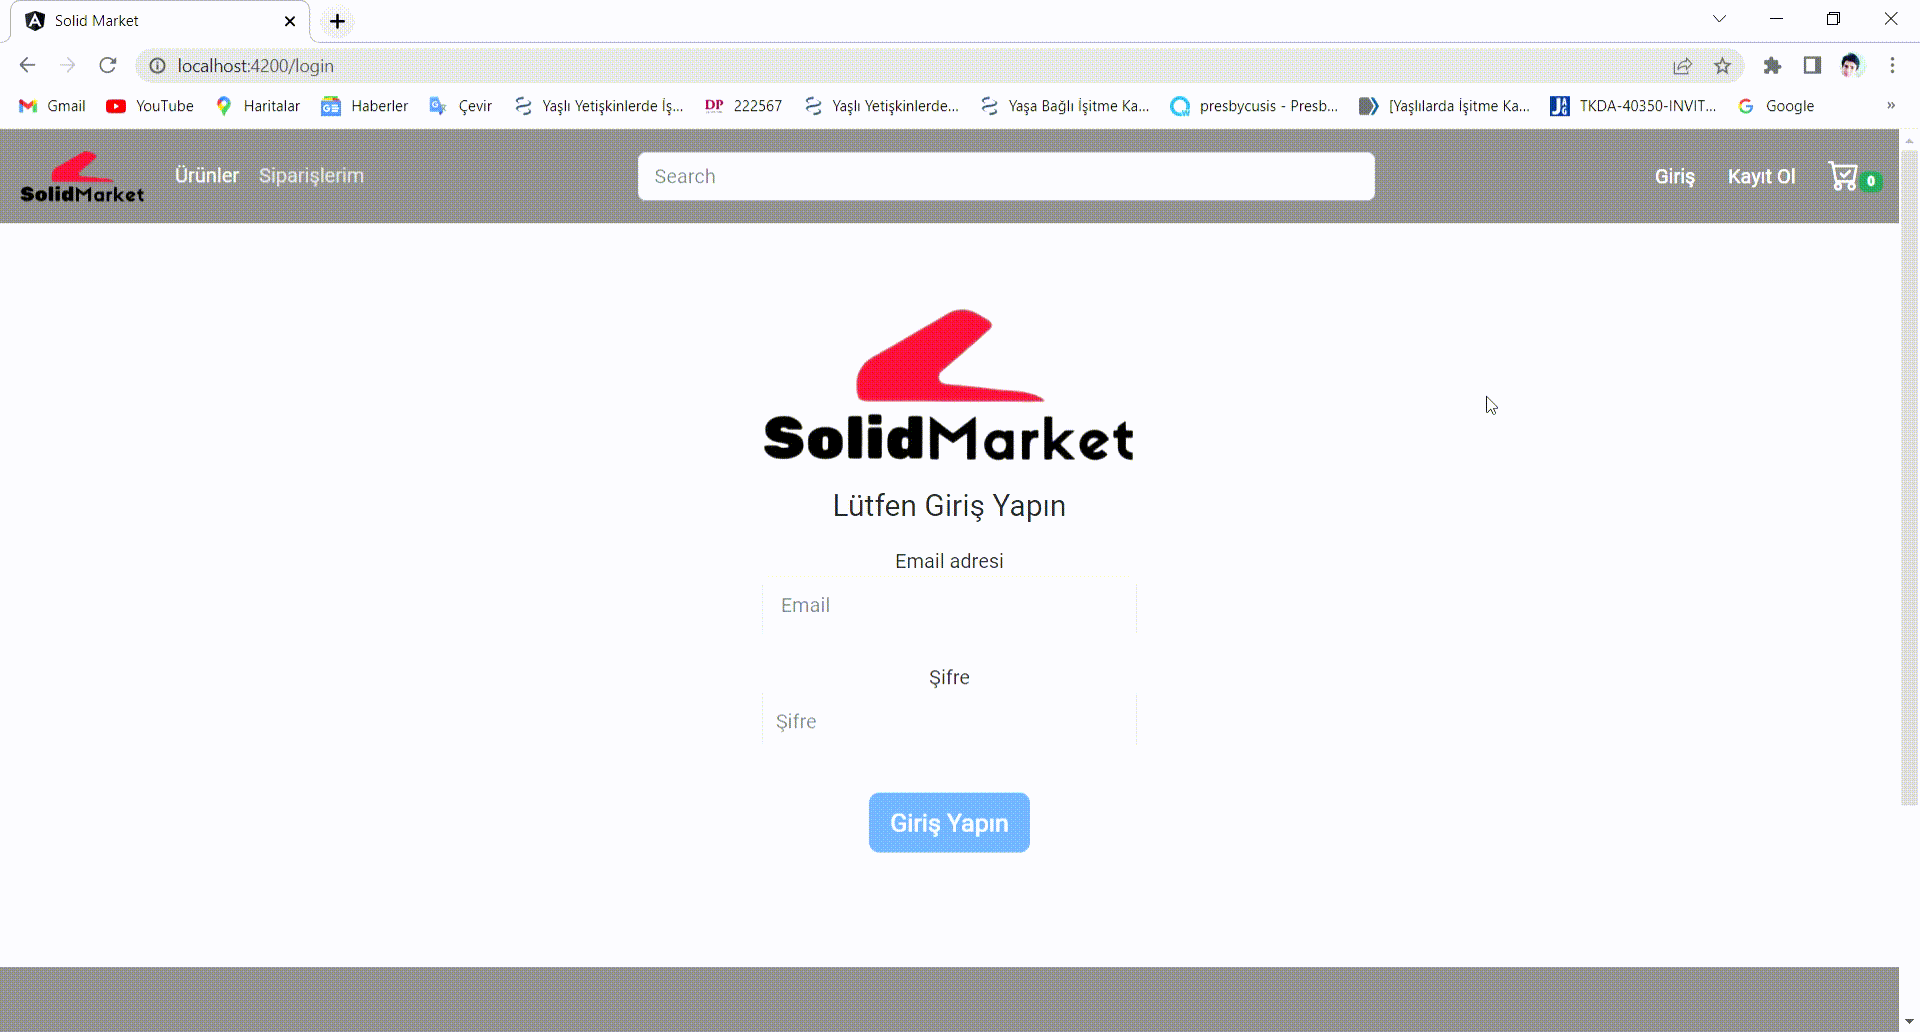 Solid Market
localhost:4200/login
Gmail YouTube Haritalar Haberler Çevir Yaşlı Yetişkinlerde İş... DP 222567 Yaşlı Yetişkinlerde... Yaşa Bağlı İşitme Ka... presbycusis - Presb... [Yaşlılarda İşitme Ka... TKDA-40350-INVIT... Google »
SolidMarket Ürünler Siparişlerim Search Giriş Kayıt Ol 0
SolidMarket
Lütfen Giriş Yapın
Email adresi
Email
Şifre
Şifre
Giriş Yapın